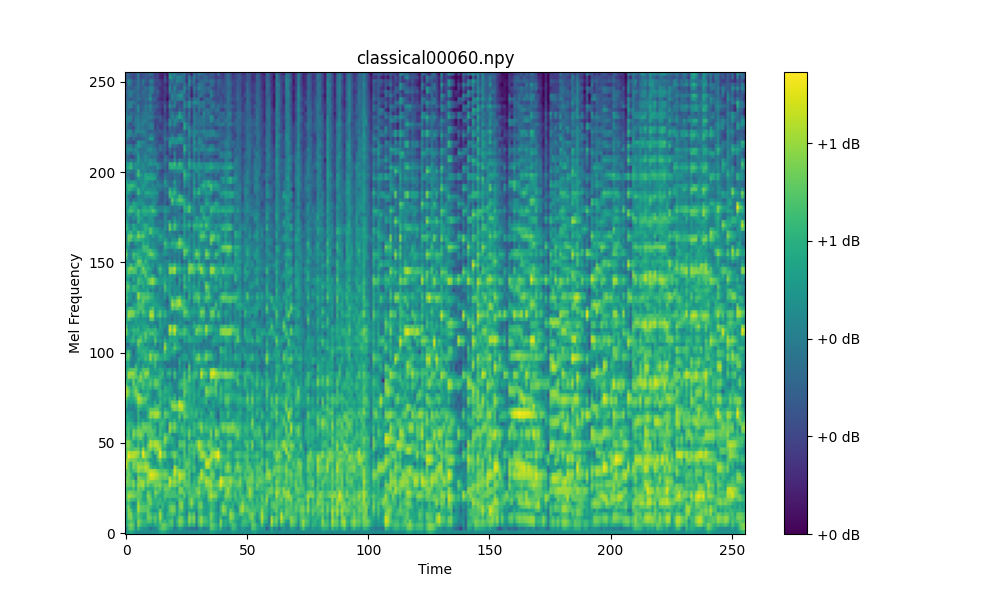 classical00060.npy
Mel Frequency
250
200
150
100
50
0
0 50 100 150 200 250
Time
+1 dB
+1 dB
+0 dB
+0 dB
+0 dB